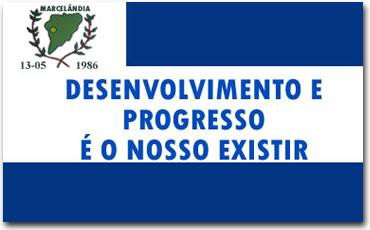 MARCELÂNDIA
13-05 1986
DESENVOLVIMENTO E
PROGRESSO
É O NOSSO EXISTIR